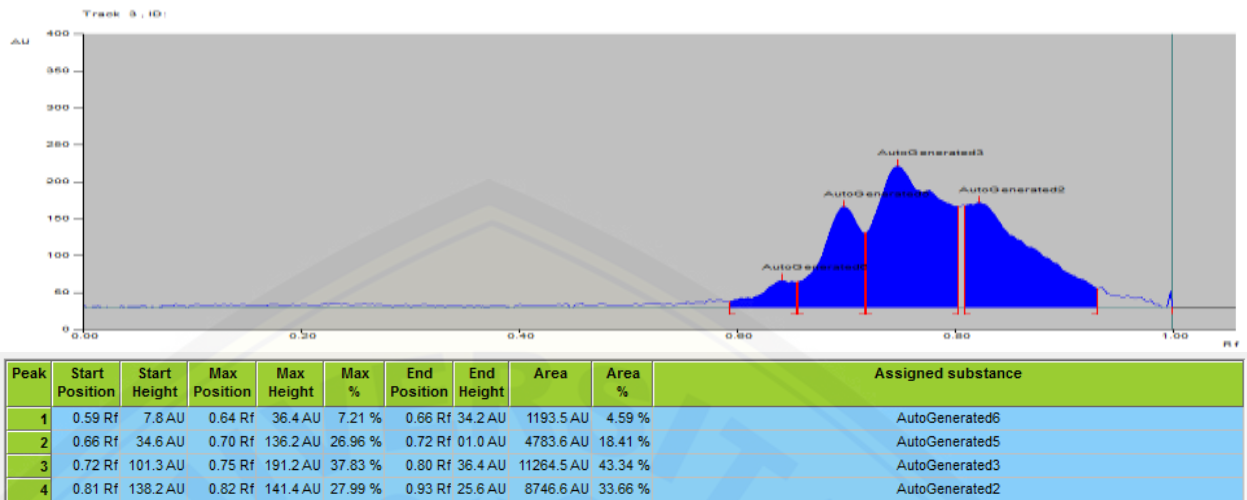 Track 3 , ID:
AU
400
350
300
250
200
150
100
50
0
AutoGenerated3
AutoGenerated2
0.00 0.20 0.40 0.60 0.80 1.00
Rf
Peak Start Position Start Height Max Position Max Height Max % End Position End Height Area Area % Assigned substance
1 0.59 Rf 7.8 AU 0.64 Rf 36.4 AU 7.21 % 0.66 Rf 34.2 AU 1193.5 AU 4.59 % AutoGenerated6
2 0.66 Rf 34.6 AU 0.70 Rf 136.2 AU 26.96 % 0.72 Rf 01.0 AU 4783.6 AU 18.41 % AutoGenerated5
3 0.72 Rf 101.3 AU 0.75 Rf 191.2 AU 37.83 % 0.80 Rf 36.4 AU 11264.5 AU 43.34 % AutoGenerated3
4 0.81 Rf 138.2 AU 0.82 Rf 141.4 AU 27.99 % 0.93 Rf 25.6 AU 8746.6 AU 33.66 % AutoGenerated2